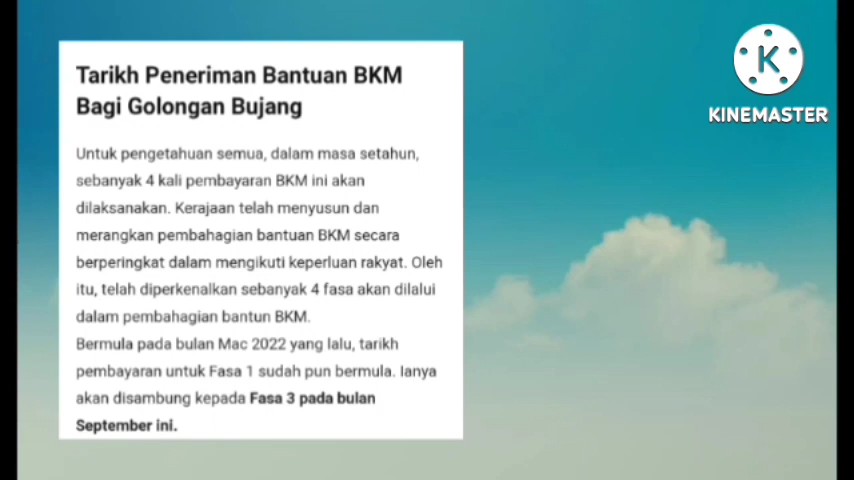 Tarikh Peneriman Bantuan BKM
Bagi Golongan Bujang
Untuk pengetahuan semua, dalam masa setahun,
sebanyak 4 kali pembayaran BKM ini akan
dilaksanakan. Kerajaan telah menyusun dan
merangkan pembahagian bantuan BKM secara
berperingkat dalam mengikuti keperluan rakyat. Oleh
itu, telah diperkenalkan sebanyak 4 fasa akan dilalui
dalam pembahagian bantun BKM.
Bermula pada bulan Mac 2022 yang lalu, tarikh
pembayaran untuk Fasa 1 sudah pun bermula. Ianya
akan disambung kepada Fasa 3 pada bulan
September ini.
K
KINEMASTER